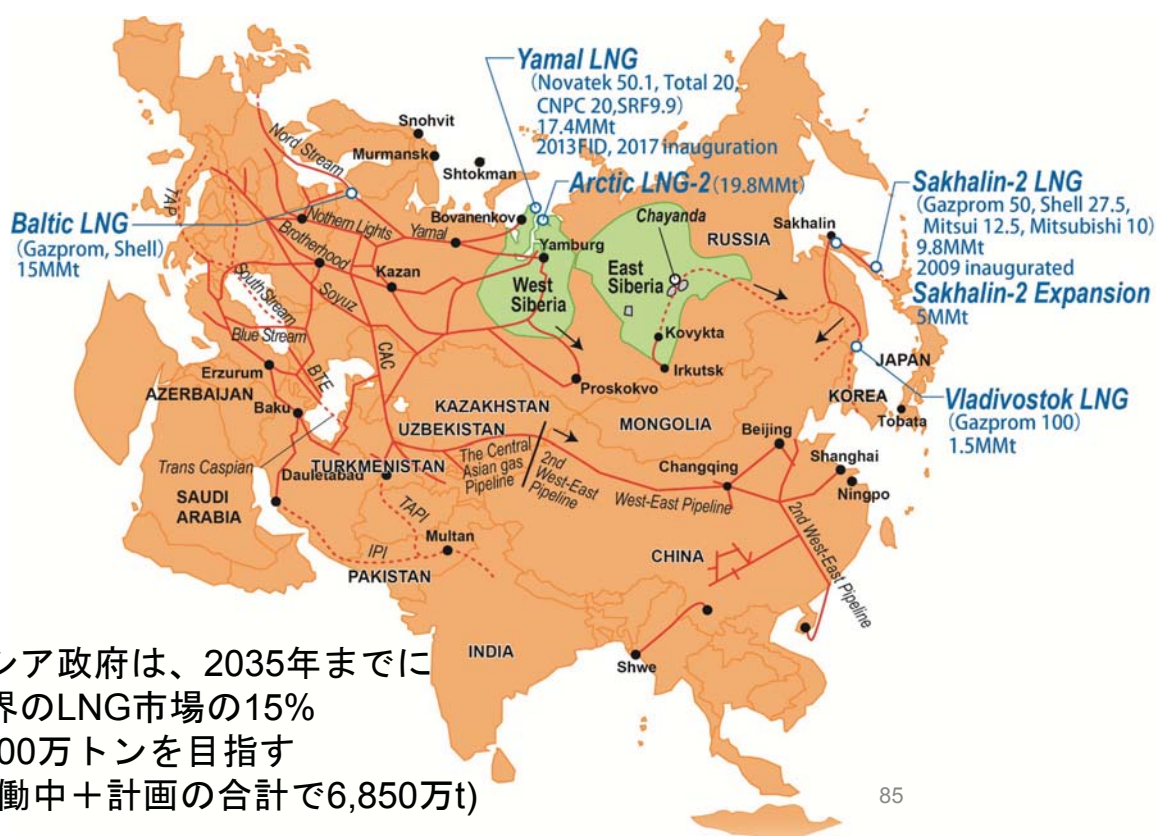 Yamal LNG
(Novatek 50.1, Total 20,
CNPC 20,SRF9.9)
17.4MMt
2013FID, 2017 inauguration
Arctic LNG-2 (19.8MMt)
Sakhalin-2 LNG
(Gazprom 50, Shell 27.5,
Mitsui 12.5, Mitsubishi 10)
9.8MMt
2009 inaugurated
Sakhalin-2 Expansion
5MMt
Baltic LNG
(Gazprom, Shell)
15MMt
Vladivostok LNG
(Gazprom 100)
1.5MMt
Snohvit
Murmansk
Shtokman
Nord Stream
TAP
Nothern Lights
Yamal
Bovanenkov
Yamburg
Chayanda
RUSSIA
Sakhalin
Brotherhood
Kazan
West
Siberia
East
Siberia
South Stream
Soyuz
Blue Stream
Kovykta
Irkutsk
Proskokvo
JAPAN
KOREA
Tobata
Erzurum
BTE
CAC
AZERBAIJAN
Baku
KAZAKHSTAN
UZBEKISTAN
MONGOLIA
Beijing
Trans Caspian
Dauletabad
TURKMENISTAN
The Central
Asian gas
Pipeline
2nd
West-East
Pipeline
Changqing
West-East Pipeline
Shanghai
Ningpo
SAUDI
ARABIA
TAPI
IPI
Multan
PAKISTAN
CHINA
2nd West-East Pipeline
INDIA
Shwe
シア政府は、2035年までに
界のLNG市場の15%
00万トンを目指す
働中＋計画の合計で6,850万t)
85